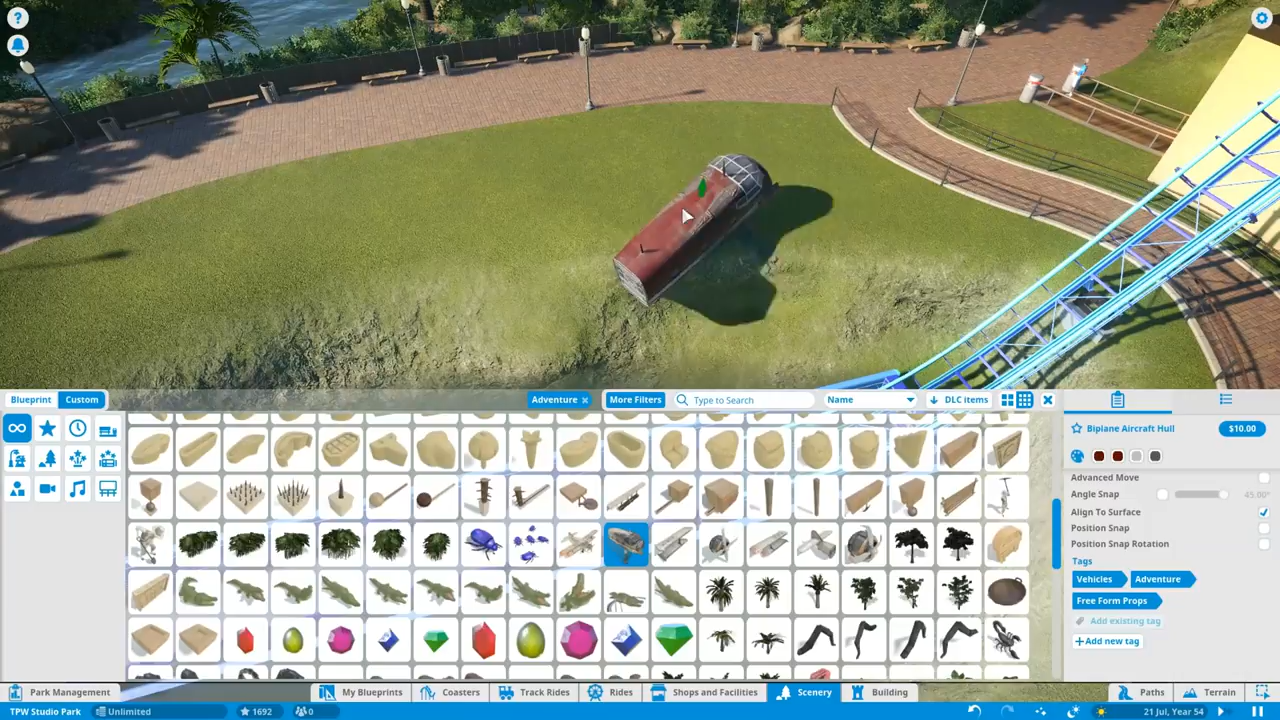 ?
Blueprint
Custom
Adventure ×
More Filters
Type to Search
Name
DLC items
Biplane Aircraft Hull
$10.00
Advanced Move
Angle Snap
45.00°
Align To Surface
Position Snap
Position Snap Rotation
Tags
Vehicles
Adventure
Free Form Props
Add existing tag
+Add new tag
Park Management
My Blueprints
Coasters
Track Rides
Rides
Shops and Facilities
Scenery
Building
Paths
Terrain
TPW Studio Park
Unlimited
1692
0
21 Jul, Year 54